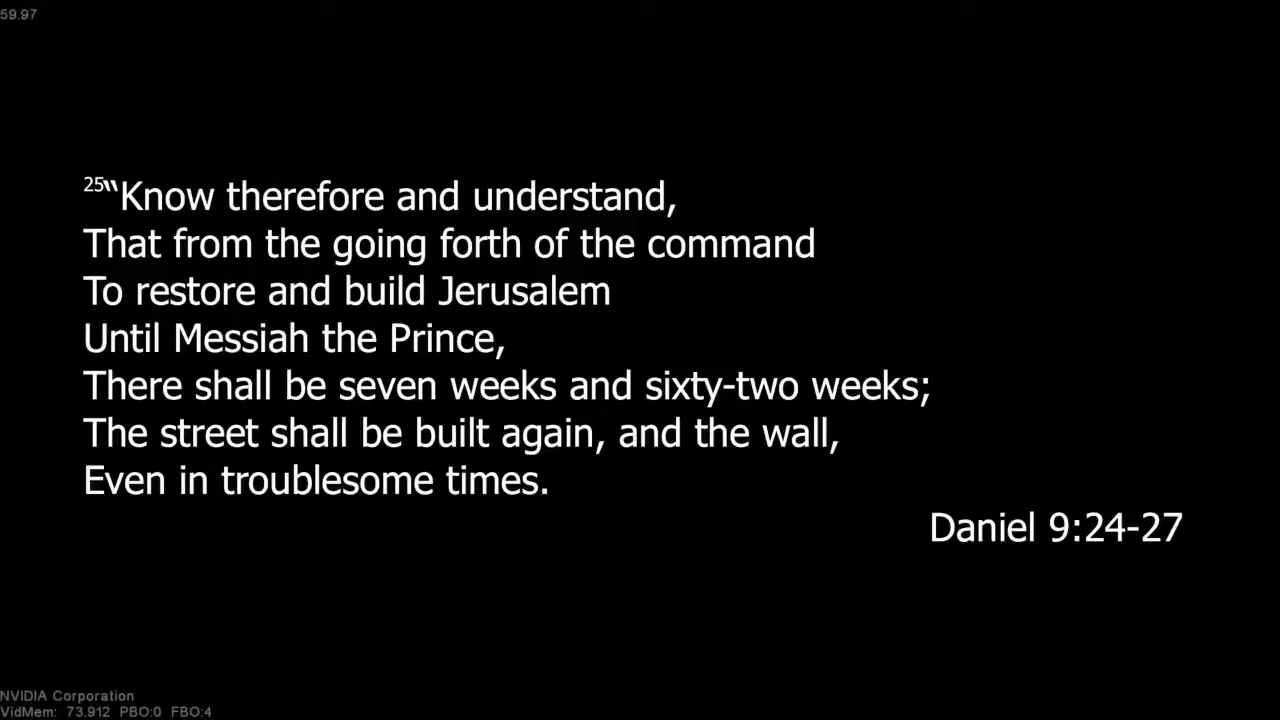 59.97
25“Know therefore and understand,
That from the going forth of the command
To restore and build Jerusalem
Until Messiah the Prince,
There shall be seven weeks and sixty-two weeks;
The street shall be built again, and the wall,
Even in troublesome times.
Daniel 9:24-27
NVIDIA Corporation
VidMem: 73.912 PBO:0 FBO:4